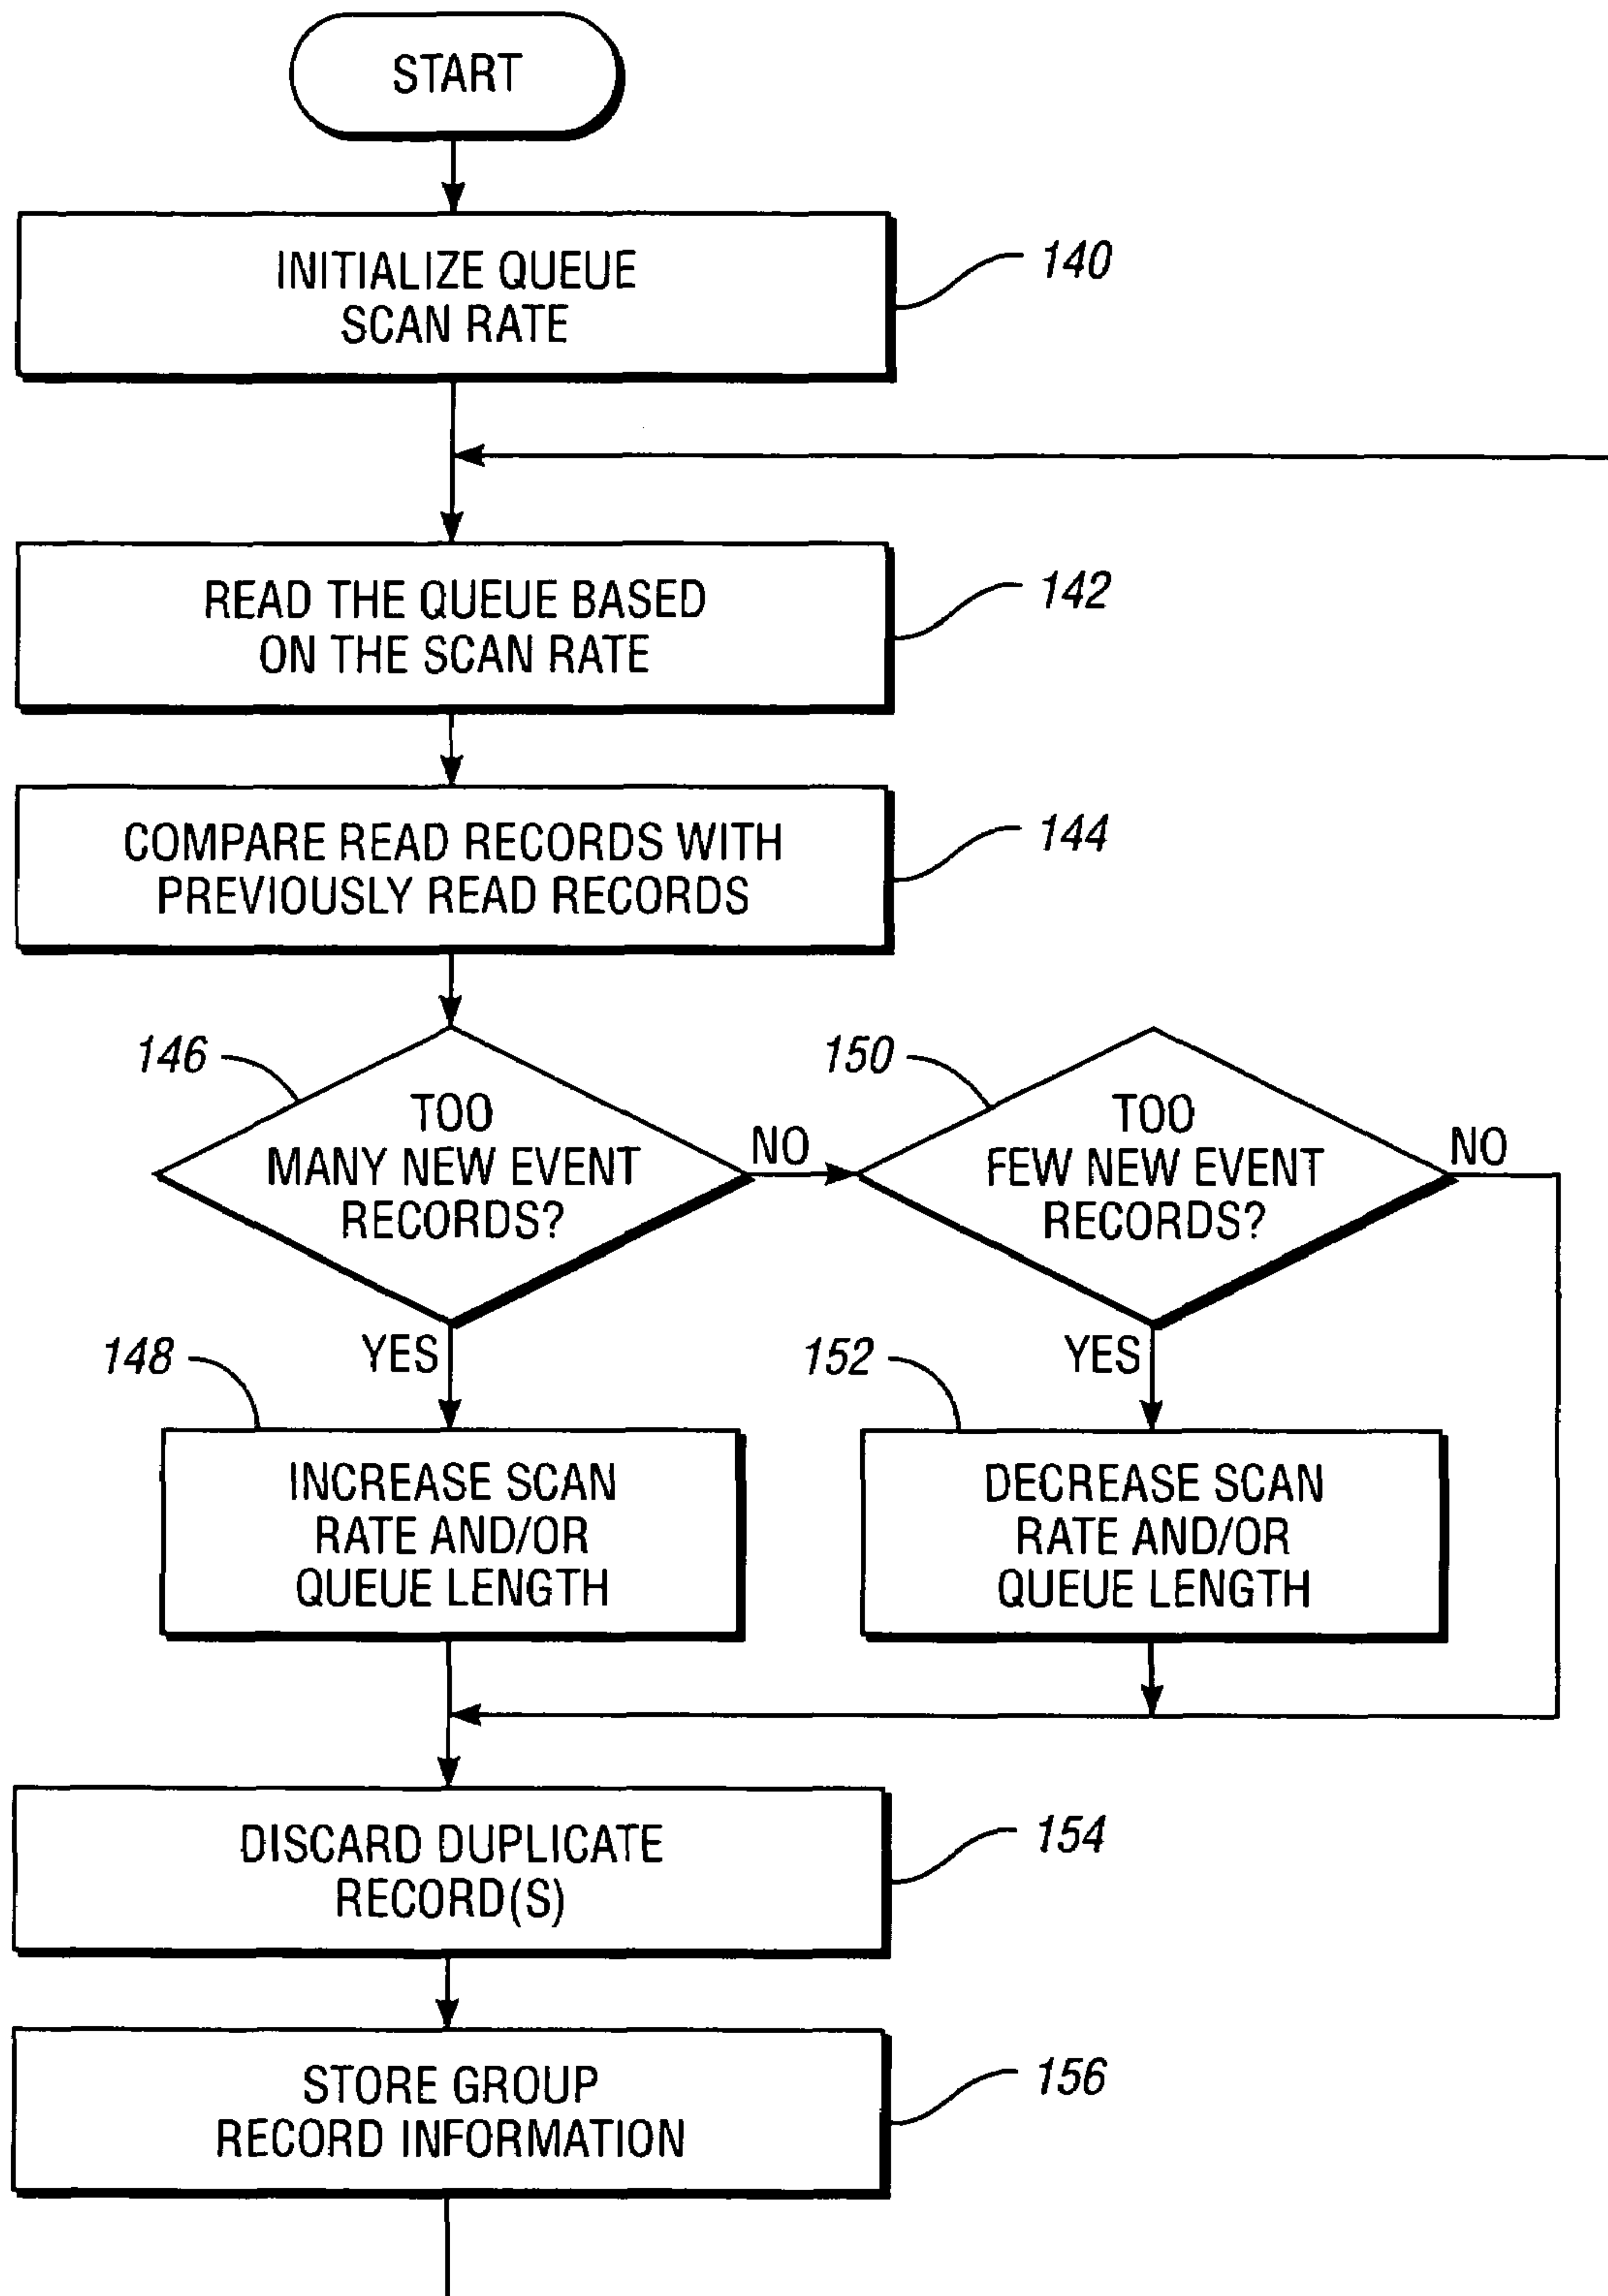 START
INITIALIZE QUEUE
SCAN RATE
140
READ THE QUEUE BASED
ON THE SCAN RATE
142
COMPARE READ RECORDS WITH
PREVIOUSLY READ RECORDS
144
146
TOO
MANY NEW EVENT
RECORDS?
NO
150
TOO
FEW NEW EVENT
RECORDS?
NO
YES
148
INCREASE SCAN
RATE AND/OR
QUEUE LENGTH
YES
152
DECREASE SCAN
RATE AND/OR
QUEUE LENGTH
DISCARD DUPLICATE
RECORD(S)
154
STORE GROUP
RECORD INFORMATION
156